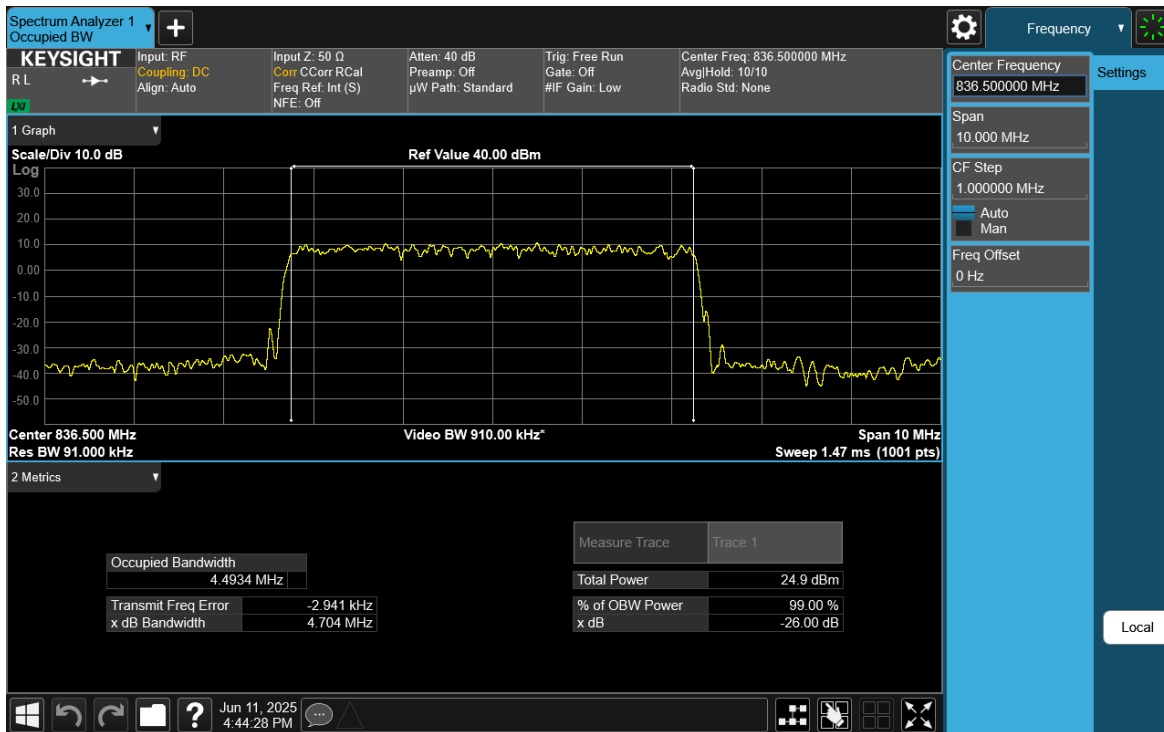 Spectrum Analyzer 1
Occupied BW
+
Frequency
KEYSIGHT
R L
LXI
Input: RF
Coupling: DC
Align: Auto
Input Z: 50 Ω
Corr CCorr RCal
Freq Ref: Int (S)
NFE: Off
Atten: 40 dB
Preamp: Off
µW Path: Standard
Trig: Free Run
Gate: Off
#IF Gain: Low
Center Freq: 836.500000 MHz
Avg|Hold: 10/10
Radio Std: None
Center Frequency
836.500000 MHz
Settings
Span
10.000 MHz
CF Step
1.000000 MHz
Auto
Man
Freq Offset
0 Hz
Local
1 Graph
Scale/Div 10.0 dB
Ref Value 40.00 dBm
Log
30.0
20.0
10.0
0.00
-10.0
-20.0
-30.0
-40.0
-50.0
Center 836.500 MHz
Video BW 910.00 kHz*
Span 10 MHz
Res BW 91.000 kHz
Sweep 1.47 ms (1001 pts)
2 Metrics
Measure Trace Trace 1
Occupied Bandwidth
4.4934 MHz
Total Power 24.9 dBm
Transmit Freq Error -2.941 kHz
% of OBW Power 99.00 %
x dB Bandwidth 4.704 MHz
x dB -26.00 dB
?
Jun 11, 2025
4:44:28 PM